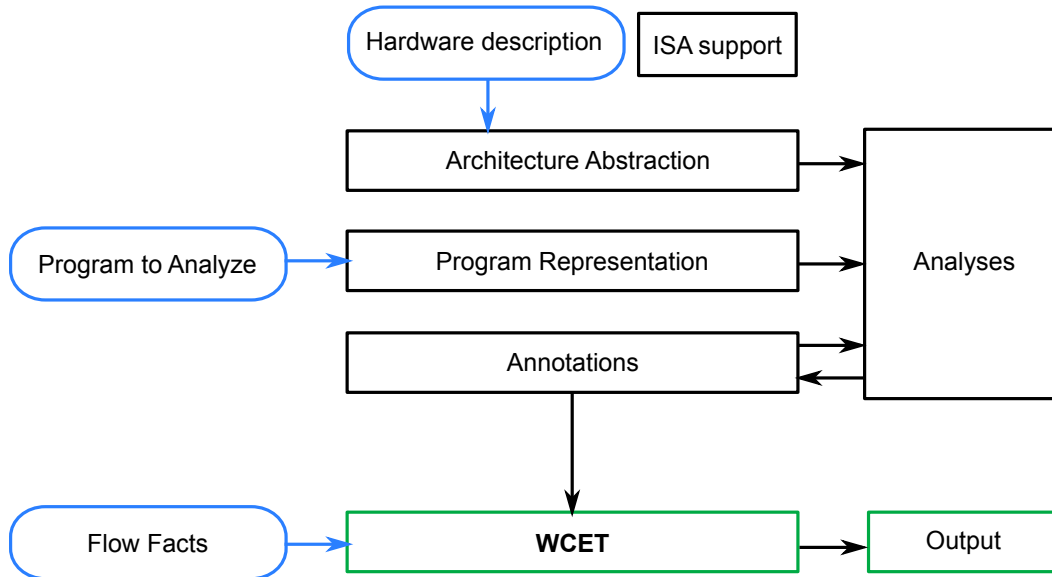 Hardware description
ISA support
Architecture Abstraction
Program to Analyze
Program Representation
Analyses
Annotations
Flow Facts
WCET
Output